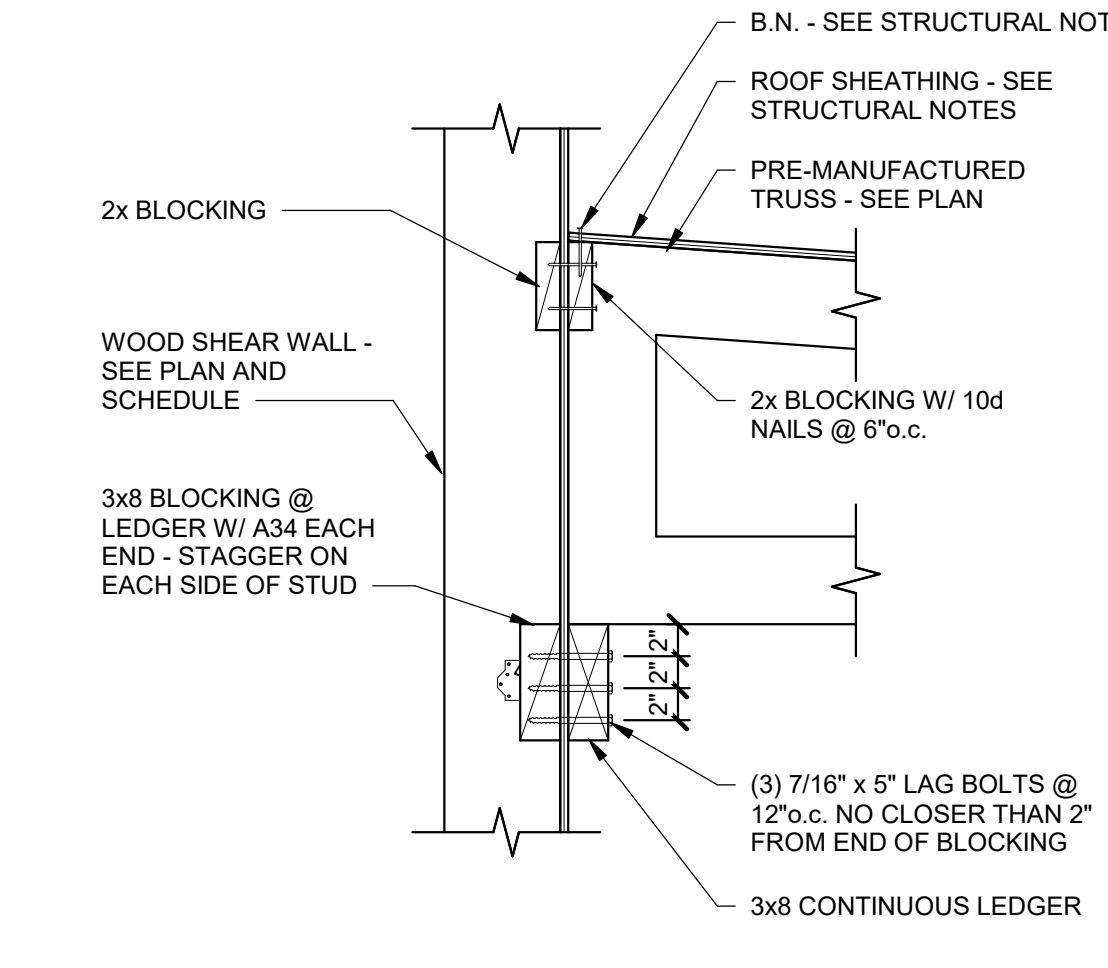 B.N. - SEE STRUCTURAL NOT
ROOF SHEATHING - SEE
STRUCTURAL NOTES
PRE-MANUFACTURED
TRUSS - SEE PLAN
2x BLOCKING
WOOD SHEAR WALL -
SEE PLAN AND
SCHEDULE
2x BLOCKING W/ 10d
NAILS @ 6"o.c.
3x8 BLOCKING @
LEDGER W/ A34 EACH
END - STAGGER ON
EACH SIDE OF STUD
2"
2"
2"
(3) 7/16" x 5" LAG BOLTS @
12"o.c. NO CLOSER THAN 2"
FROM END OF BLOCKING
3x8 CONTINUOUS LEDGER